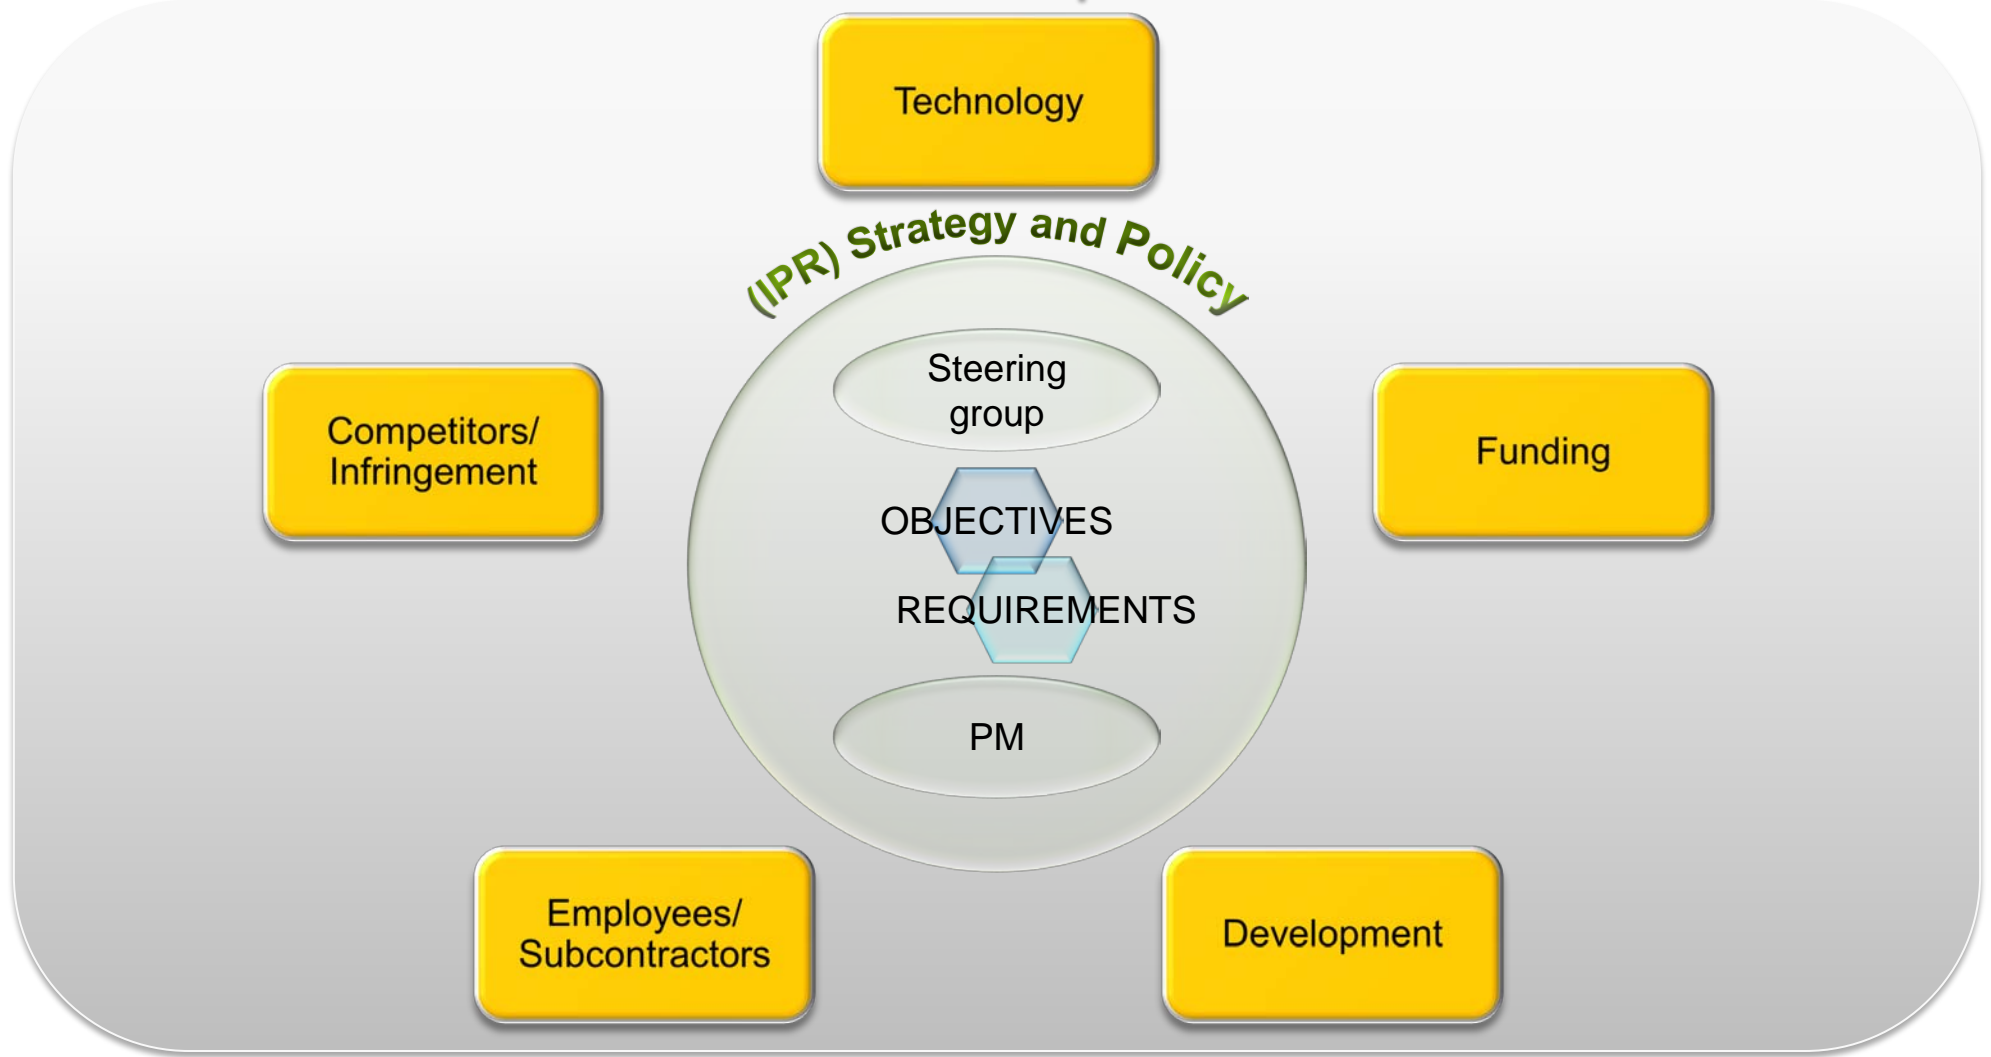 Technology
(IPR) Strategy and Policy
Steering
group
Competitors/
Infringement
Funding
OBJECTIVES
REQUIREMENTS
PM
Employees/
Subcontractors
Development